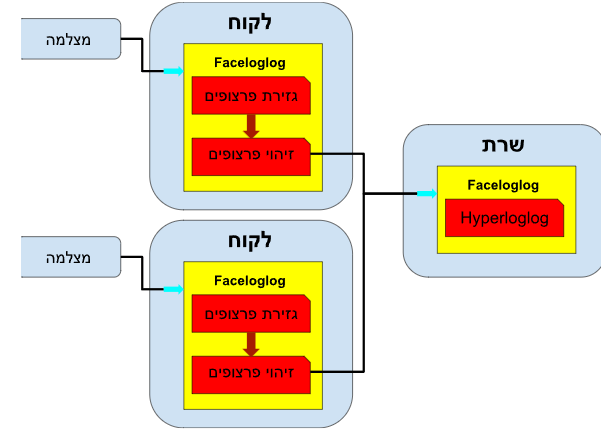 לקוח
מצלמה
Faceloglog
גזירת פרצופים
זיהוי פרצופים
שרת
Faceloglog
Hyperloglog
לקוח
מצלמה
Faceloglog
גזירת פרצופים
זיהוי פרצופים